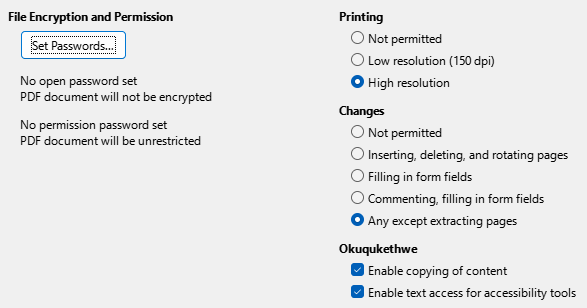 File Encryption and Permission
Set Passwords...
No open password set
PDF document will not be encrypted
No permission password set
PDF document will be unrestricted
Printing
Not permitted
Low resolution (150 dpi)
High resolution
Changes
Not permitted
Inserting, deleting, and rotating pages
Filling in form fields
Commenting, filling in form fields
Any except extracting pages
Okuqukethwe
Enable copying of content
Enable text access for accessibility tools